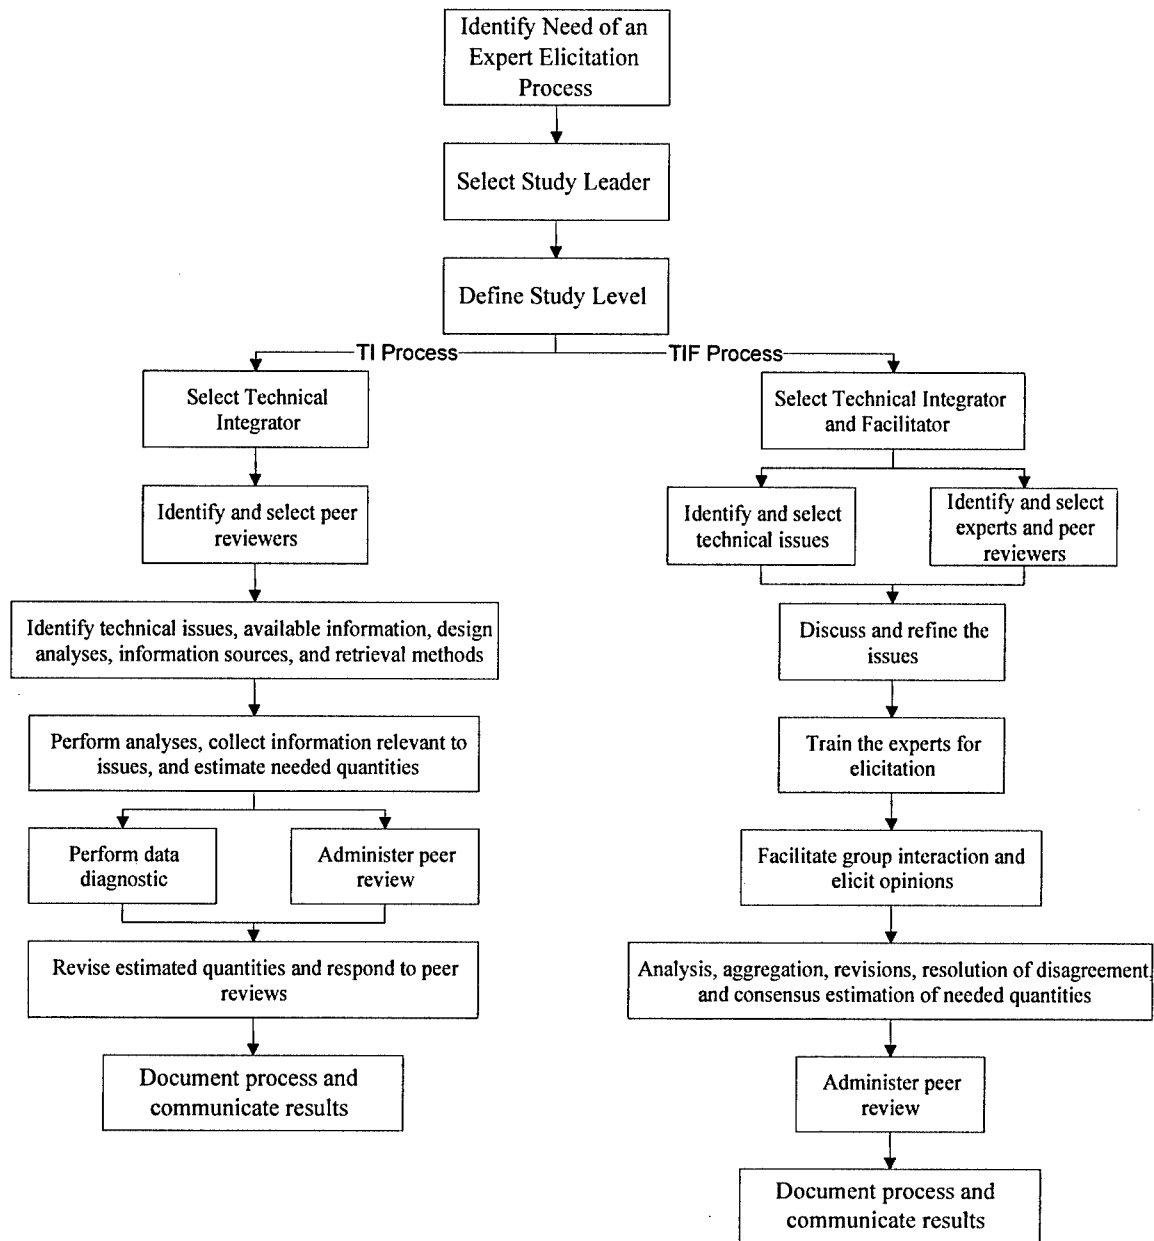 Identify Need of an
Expert Elicitation
Process
Select Study Leader
Define Study Level
TI Process
TIF Process
Select Technical
Integrator
Identify and select peer
reviewers
Identify technical issues, available information, design
analyses, information sources, and retrieval methods
Perform analyses, collect information relevant to
issues, and estimate needed quantities
Perform data
diagnostic
Administer peer
review
Revise estimated quantities and respond to peer
reviews
Document process and
communicate results
Select Technical Integrator
and Facilitator
Identify and select
technical issues
Identify and select
experts and peer
reviewers
Discuss and refine the
issues
Train the experts for
elicitation
Facilitate group interaction and
elicit opinions
Analysis, aggregation, revisions, resolution of disagreement,
and consensus estimation of needed quantities
Administer peer
review
Document process and
communicate results